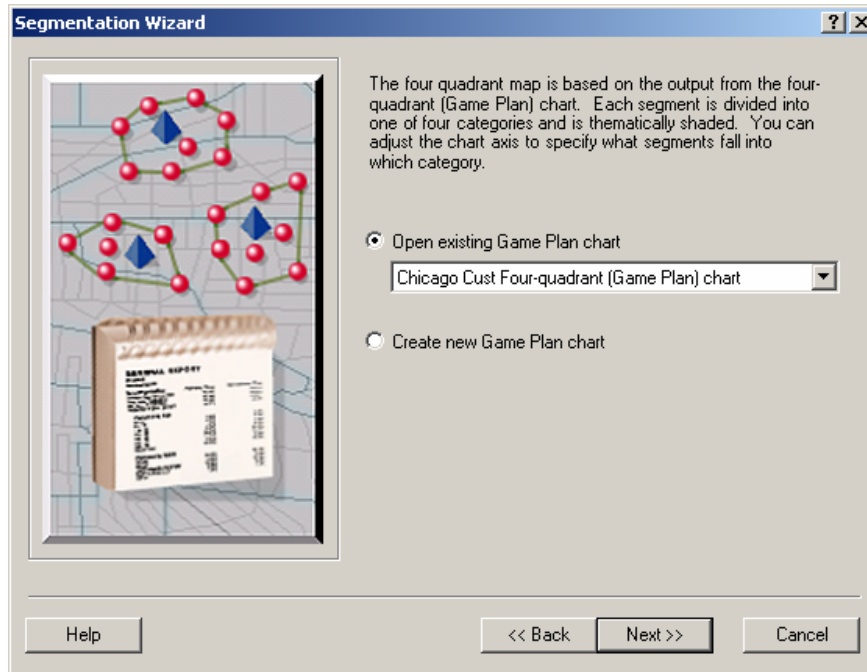 Segmentation Wizard
The four quadrant map is based on the output from the four-
quadrant (Game Plan) chart. Each segment is divided into
one of four categories and is thematically shaded. You can
adjust the chart axis to specify what segments fall into
which category.
Open existing Game Plan chart
Chicago Cust Four-quadrant (Game Plan) chart
Create new Game Plan chart
Help
<< Back
Next >>
Cancel